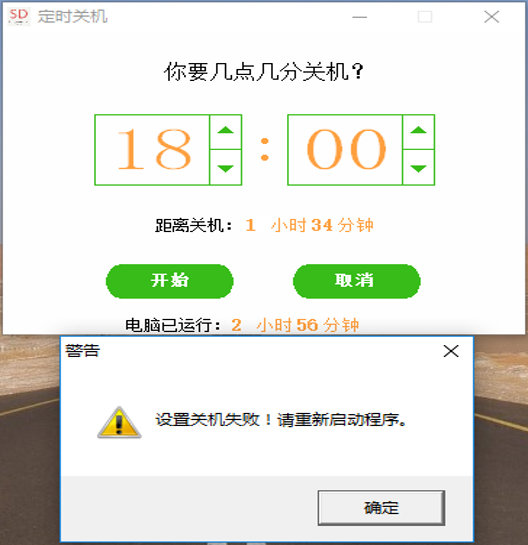 SD 定时关机
你要几点几分关机？
18 : 00
距离关机： 1 小时 34 分钟
开始 取消
电脑已运行： 2 小时 56 分钟
警告
设置关机失败！请重新启动程序。
确定